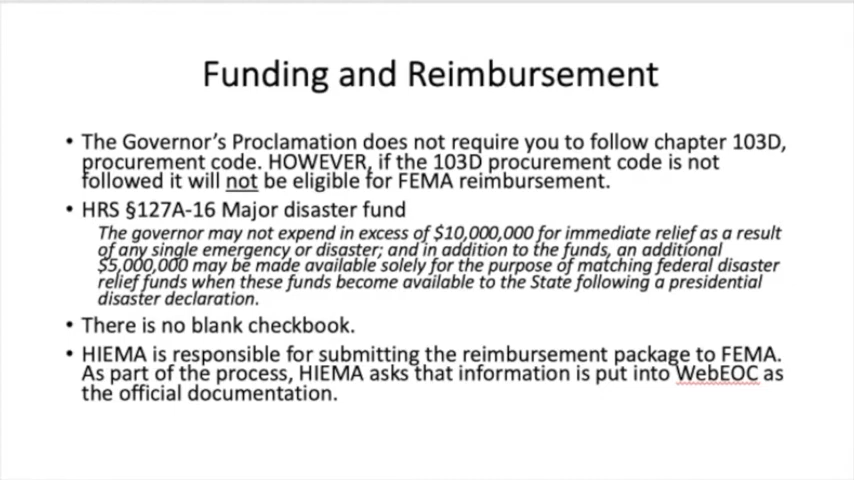 Funding and Reimbursement
• The Governor's Proclamation does not require you to follow chapter 103D,
procurement code. HOWEVER, if the 103D procurement code is not
followed it will not be eligible for FEMA reimbursement.
• HRS §127A-16 Major disaster fund
The governor may not expend in excess of $10,000,000 for immediate relief as a result
of any single emergency or disaster; and in addition to the funds, an additional
$5,000,000 may be made available solely for the purpose of matching federal disaster
relief funds when these funds become available to the State following a presidential
disaster declaration.
• There is no blank checkbook.
• HIEMA is responsible for submitting the reimbursement package to FEMA.
As part of the process, HIEMA asks that information is put into WebEOC as
the official documentation.